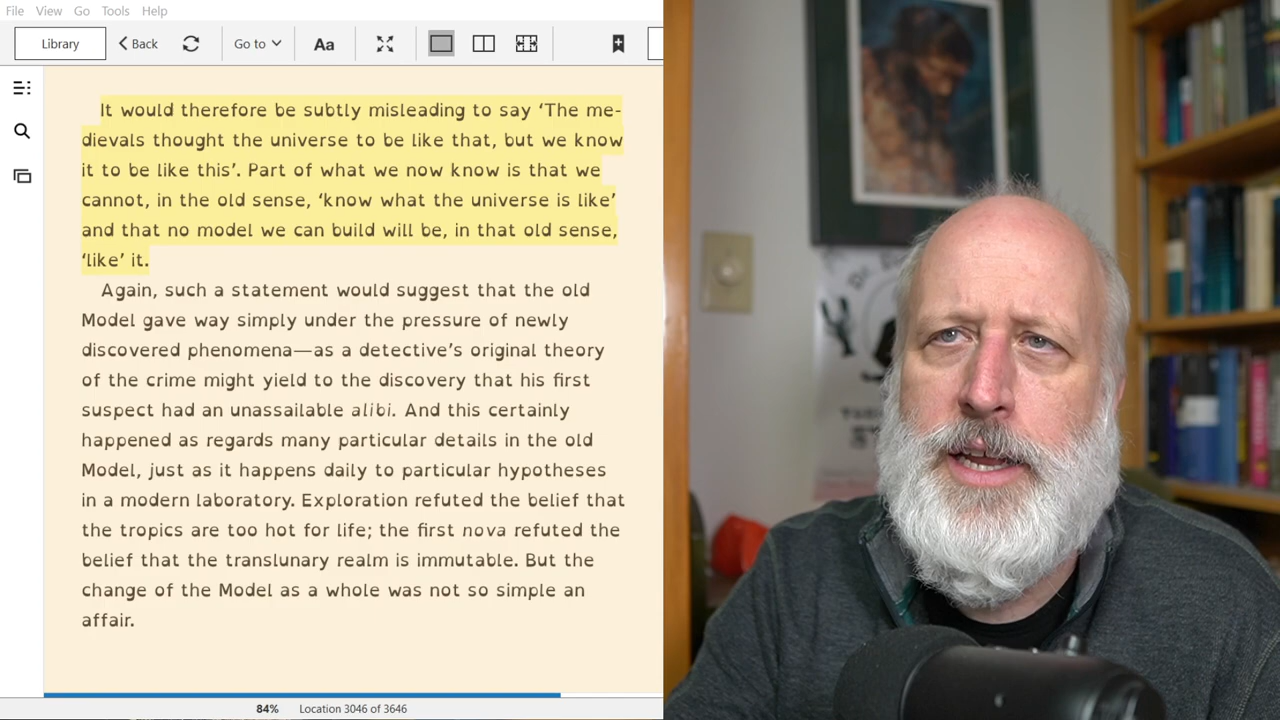 File View Go Tools Help
Library Back Go to Aa
It would therefore be subtly misleading to say ‘The me-
dievals thought the universe to be like that, but we know
it to be like this’. Part of what we now know is that we
cannot, in the old sense, ‘know what the universe is like’
and that no model we can build will be, in that old sense,
‘like’ it.
Again, such a statement would suggest that the old
Model gave way simply under the pressure of newly
discovered phenomena—as a detective’s original theory
of the crime might yield to the discovery that his first
suspect had an unassailable alibi. And this certainly
happened as regards many particular details in the old
Model, just as it happens daily to particular hypotheses
in a modern laboratory. Exploration refuted the belief that
the tropics are too hot for life; the first nova refuted the
belief that the translunary realm is immutable. But the
change of the Model as a whole was not so simple an
affair.
84% Location 3046 of 3646